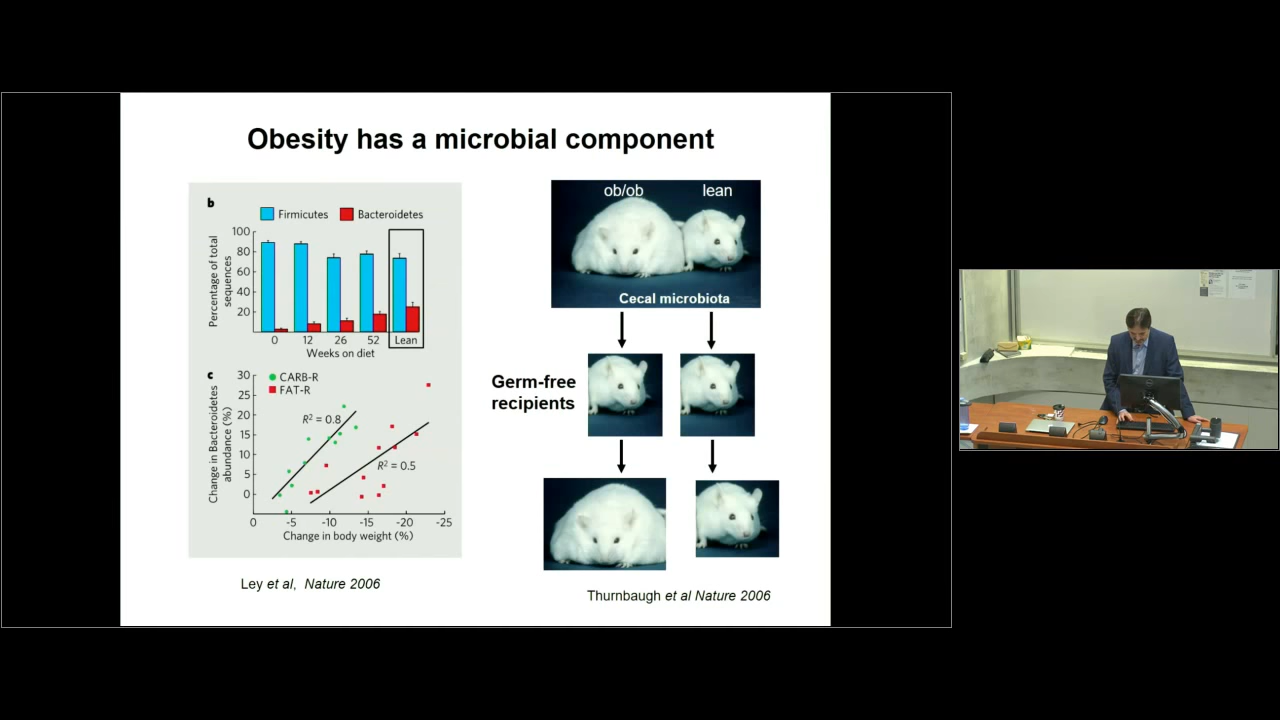 Obesity has a microbial component
b
Firmicutes
Bacteroidetes
Percentage of total
sequences
100
80
60
40
20
0
12
26
52
Lean
Weeks on diet
c
CARB-R
FAT-R
Change in Bacteroidetes
abundance (%)
30
25
20
15
10
5
0
R² = 0.8
R² = 0.5
0
-5
-10
-15
-20
-25
Change in body weight (%)
Ley et al, Nature 2006
ob/ob
lean
Cecal microbiota
Germ-free
recipients
Thurnbaugh et al Nature 2006